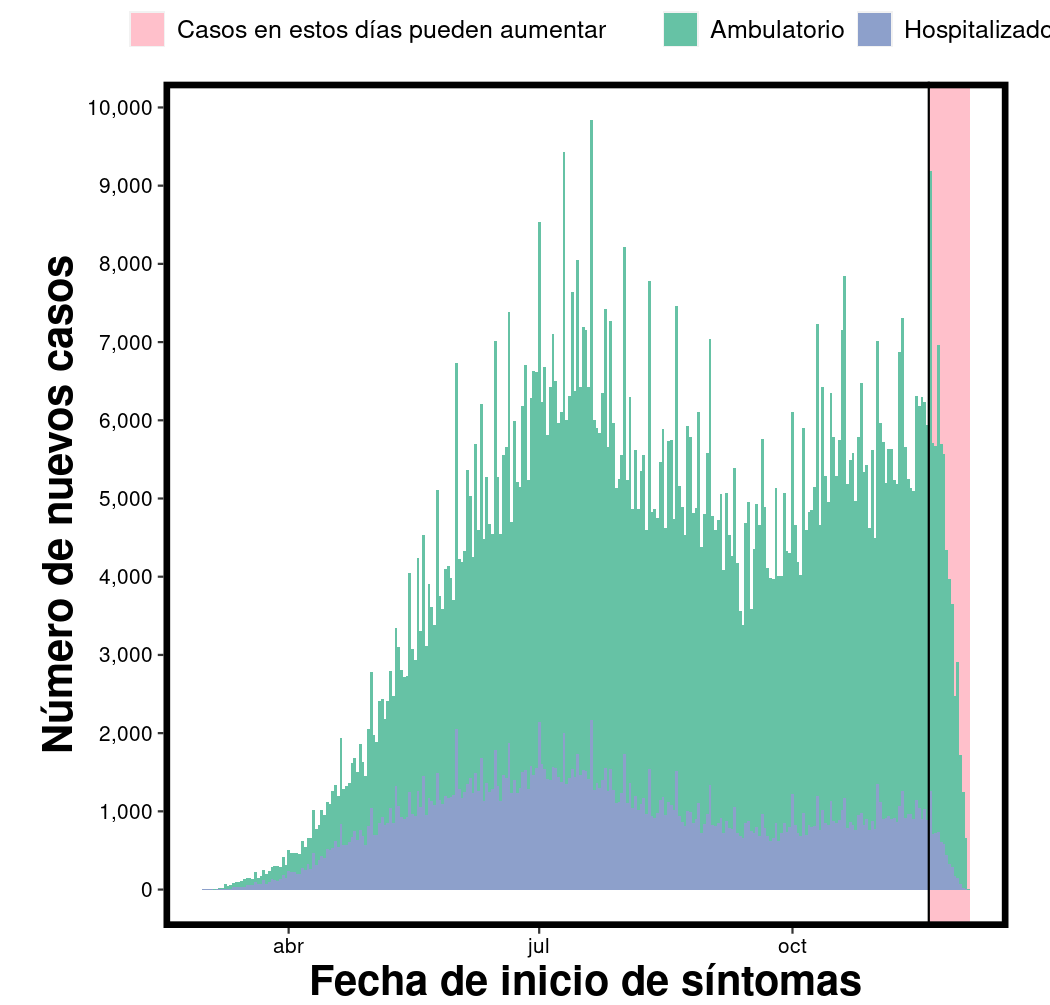 Casos en estos días pueden aumentar
Ambulatorio
Hospitalizado
Número de nuevos casos
10,000
9,000
8,000
7,000
6,000
5,000
4,000
3,000
2,000
1,000
0
abr
jul
oct
Fecha de inicio de síntomas